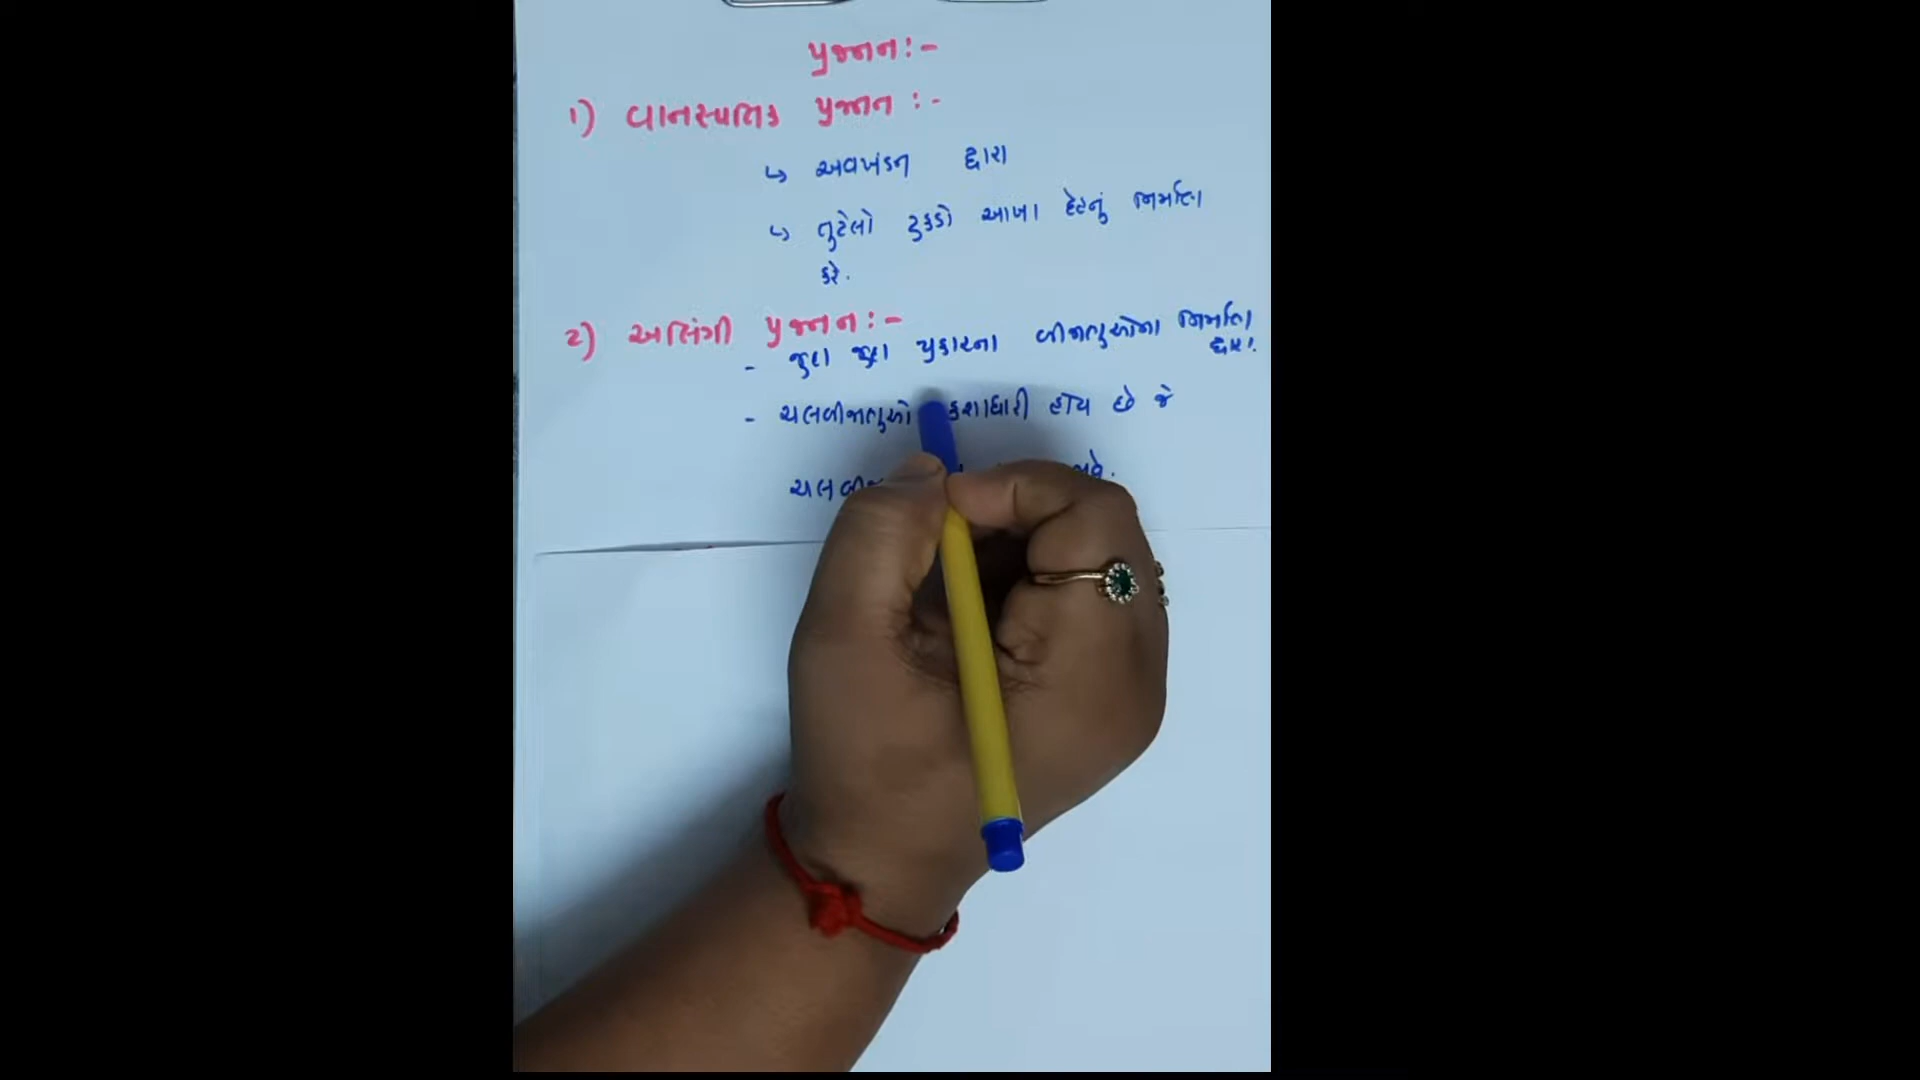 પ્રજનન :-
1) વાનસ્પતિક પ્રજનન :-
↳ અવખંડન દ્વારા
↳ તુટેલો ટુકડો આખા દેહનું નિર્માણ
કરે.
2) અલિંગી પ્રજનન :-
- જુદા જુદા પ્રકારના બીજાણુઓના નિર્માણ
દ્વારા.
- ચલબીજાણુઓ કશાધારી હોય છે જે